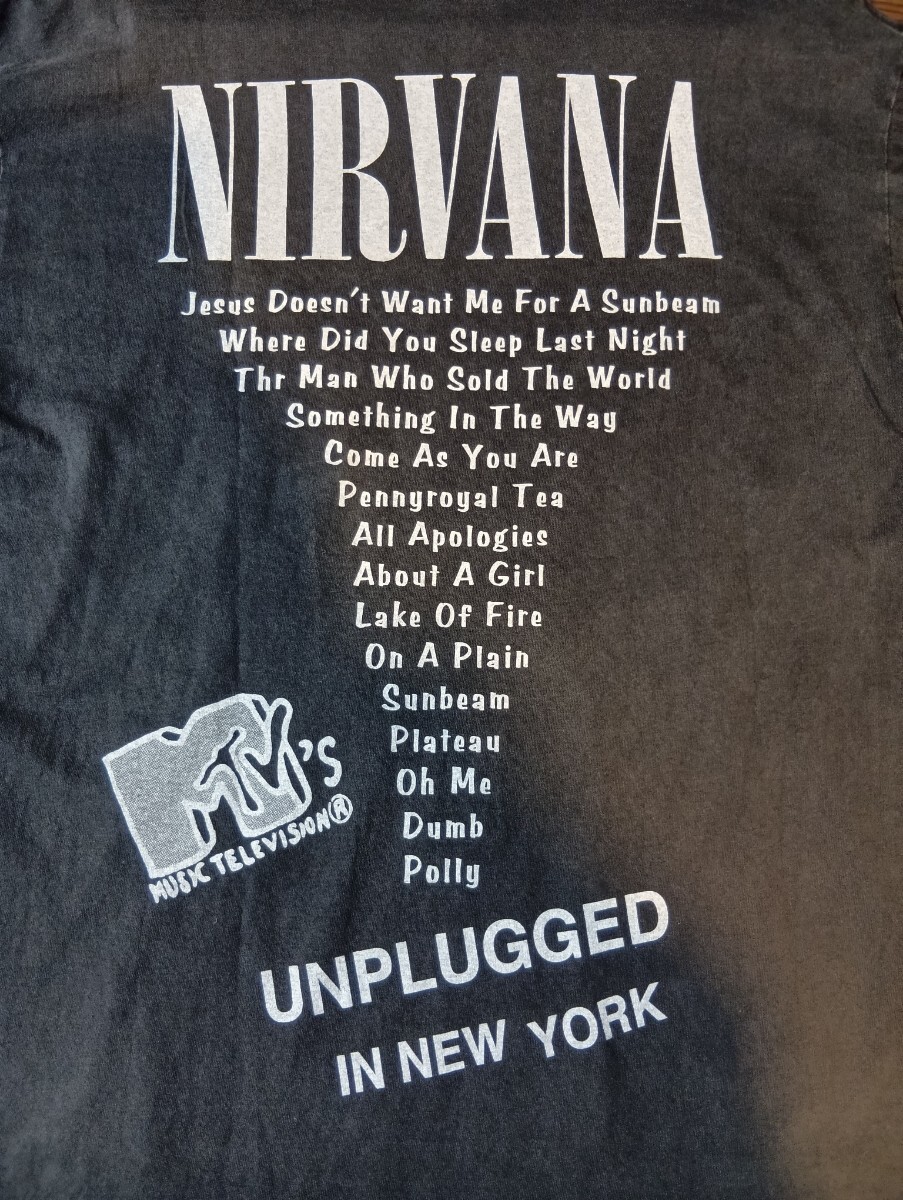 NIRVANA
Jesus Doesn't Want Me For A Sunbeam
Where Did You Sleep Last Night
Thr Man Who Sold The World
Something In The Way
Come As You Are
Pennyroyal Tea
All Apologies
About A Girl
Lake Of Fire
On A Plain
Sunbeam
Plateau
Oh Me
Dumb
Polly
MTV's
MUSIC TELEVISION®
UNPLUGGED
IN NEW YORK